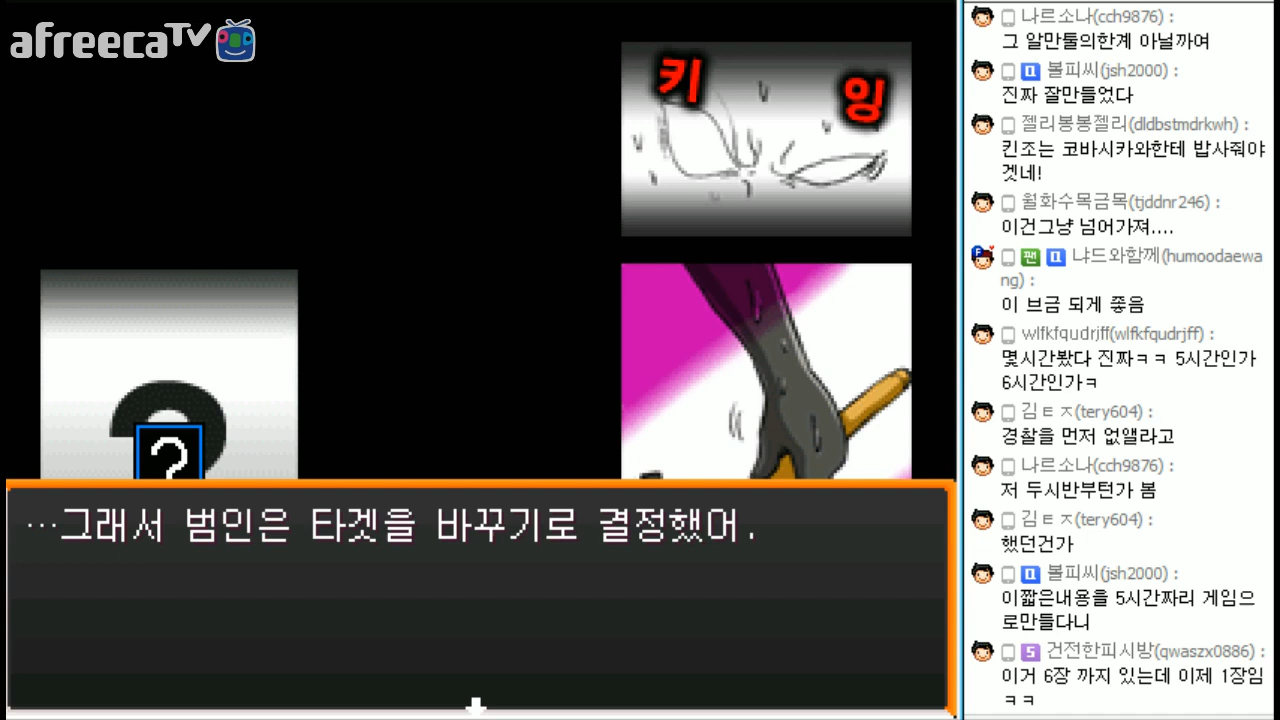 afreecaTV
키
잉
?
?
…그래서 범인은 타겟을 바꾸기로 결정했어.
나르소나(cch9876) :
그 알만툴의한계 아닐까여
볼피씨(jsh2000) :
진짜 잘만들었다
젤리봉봉젤리(dldbstmdrkwh) :
킨조는 코바시카와한테 밥사줘야
겟네!
월화수목금목(tjddnr246) :
이건그냥 넘어가져....
팬 냐드와함께(humoodaewa
ng) :
이 브금 되게 좋음
wlfkfqudrjff(wlfkfqudrjff) :
몇시간봤다 진짜ㅋㅋ 5시간인가
6시간인가ㅋ
김ㅌㅈ(tery604) :
경찰을 먼저 없앨라고
나르소나(cch9876) :
저 두시반부턴가 봄
김ㅌㅈ(tery604) :
했던건가
볼피씨(jsh2000) :
이짧은내용을 5시간짜리 게임으
로만들다니
S 건전한피시방(qwaszx0886) :
이거 6장 까지 있는데 이제 1장임
ㅋㅋ